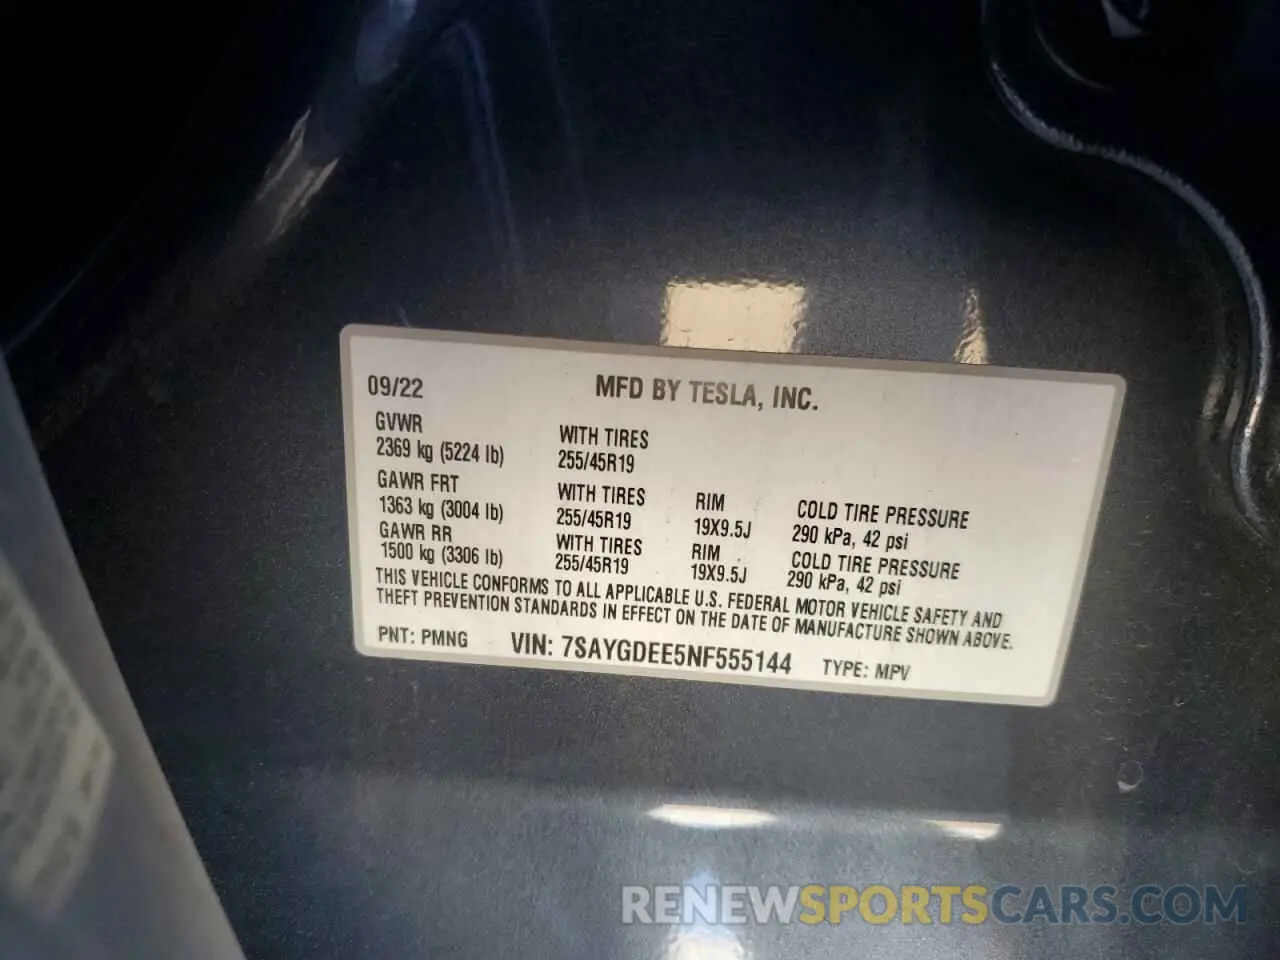 09/22 MFD BY TESLA, INC.
GVWR
2369 kg (5224 lb)
WITH TIRES
255/45R19
GAWR FRT
1363 kg (3004 lb)
WITH TIRES
255/45R19
RIM
19X9.5J
COLD TIRE PRESSURE
290 kPa, 42 psi
GAWR RR
1500 kg (3306 lb)
WITH TIRES
255/45R19
RIM
19X9.5J
COLD TIRE PRESSURE
290 kPa, 42 psi
THIS VEHICLE CONFORMS TO ALL APPLICABLE U.S. FEDERAL MOTOR VEHICLE SAFETY AND
THEFT PREVENTION STANDARDS IN EFFECT ON THE DATE OF MANUFACTURE SHOWN ABOVE.
PNT: PMNG VIN: 7SAYGDEE5NF555144 TYPE: MPV
RENEWSPORTSCARS.COM